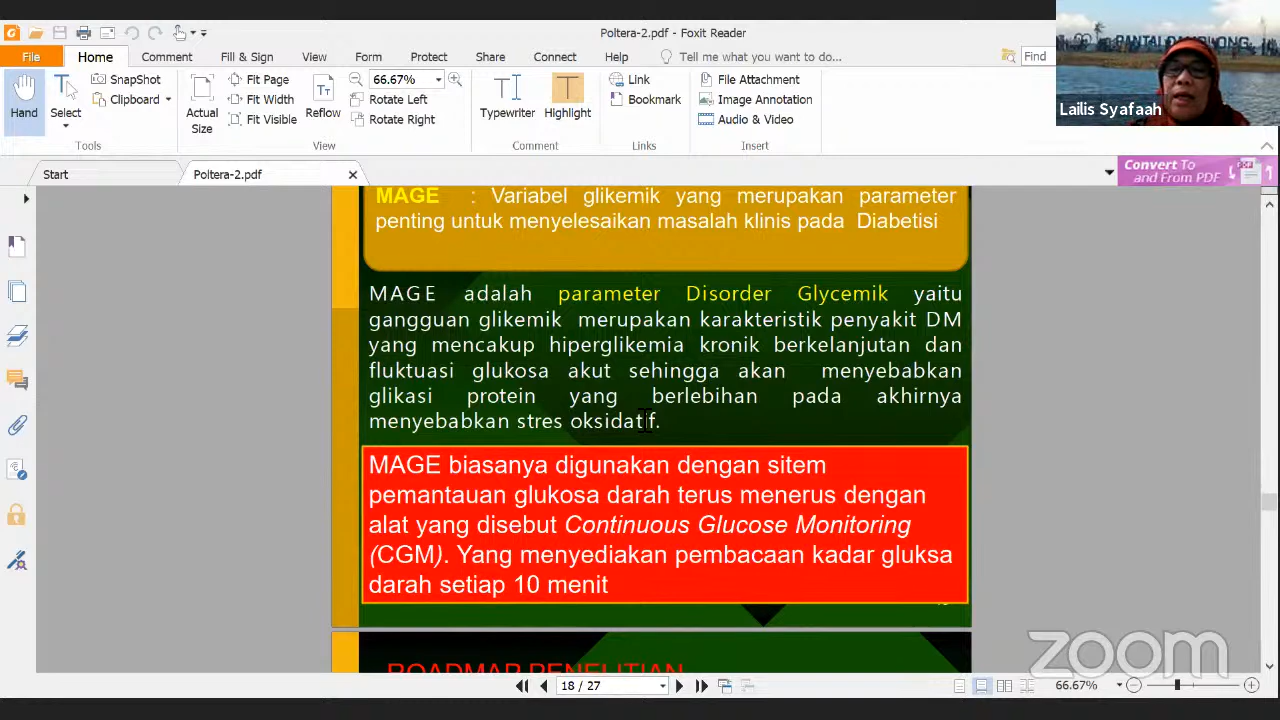 Poltera-2.pdf - Foxit Reader
PANTAI
Lailis Syafaah
File Home Comment Fill & Sign View Form Protect Share Connect Help Tell me what you want to do... Find
Hand
Select
SnapShot
Clipboard
Tools
Actual Size
Fit Page
Fit Width
Fit Visible
Reflow
66.67%
Rotate Left
Rotate Right
View
Typewriter
Highlight
Comment
Link
Bookmark
Links
File Attachment
Image Annotation
Audio & Video
Insert
Start Poltera-2.pdf
Convert To
and From PDF
MAGE : Variabel glikemik yang merupakan parameter
penting untuk menyelesaikan masalah klinis pada Diabetisi
MAGE adalah parameter Disorder Glycemik yaitu
gangguan glikemik merupakan karakteristik penyakit DM
yang mencakup hiperglikemia kronik berkelanjutan dan
fluktuasi glukosa akut sehingga akan menyebabkan
glikasi protein yang berlebihan pada akhirnya
menyebabkan stres oksidatif.
MAGE biasanya digunakan dengan sitem
pemantauan glukosa darah terus menerus dengan
alat yang disebut Continuous Glucose Monitoring
(CGM). Yang menyediakan pembacaan kadar gluksa
darah setiap 10 menit
ROADMAP PENELITIAN
zoom
18 / 27
66.67%